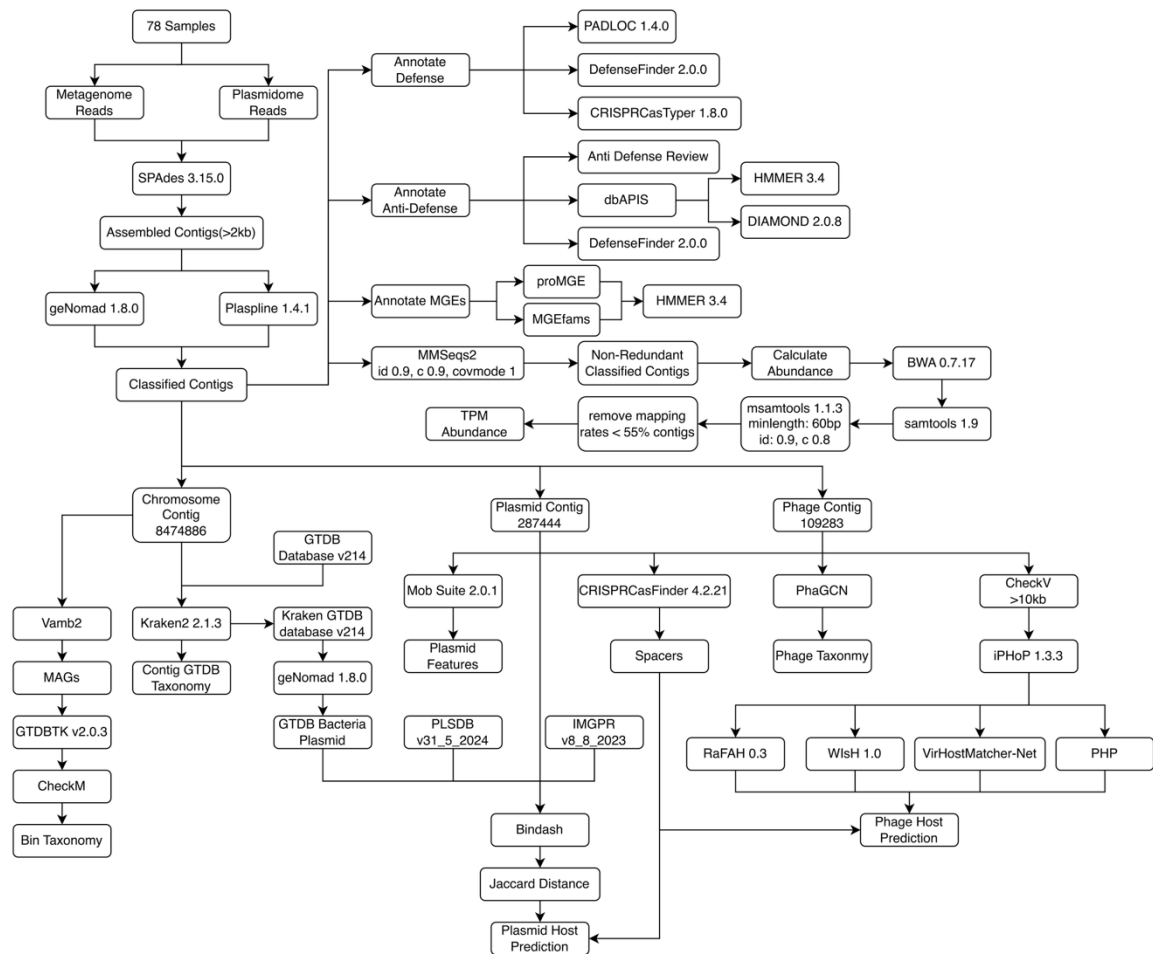 78 Samples
Metagenome
Reads
Plasmidome
Reads
SPAdes 3.15.0
Assembled Contigs(>2kb)
geNomad 1.8.0
Plaspline 1.4.1
Classified Contigs
Annotate
Defense
PADLOC 1.4.0
DefenseFinder 2.0.0
CRISPRCasTyper 1.8.0
Annotate
Anti-Defense
Anti Defense Review
dbAPIS
HMMER 3.4
DIAMOND 2.0.8
DefenseFinder 2.0.0
Annotate MGEs
proMGE
MGEfams
HMMER 3.4
MMSeqs2
id 0.9, c 0.9, covmode 1
Non-Redundant
Classified Contigs
Calculate
Abundance
BWA 0.7.17
samtools 1.9
msamtools 1.1.3
minlength: 60bp
id: 0.9, c 0.8
remove mapping
rates < 55% contigs
TPM
Abundance
Chromosome
Contig
8474886
Plasmid Contig
287444
Phage Contig
109283
GTDB
Database v214
Vamb2
Kraken2 2.1.3
Kraken GTDB
database v214
MAGs
Contig GTDB
Taxonomy
geNomad 1.8.0
GTDBTK v2.0.3
GTDB Bacteria
Plasmid
CheckM
Bin Taxonomy
Mob Suite 2.0.1
Plasmid
Features
CRISPRCasFinder 4.2.21
Spacers
PhaGCN
Phage Taxonmy
CheckV
>10kb
iPHoP 1.3.3
PLSDB
v31_5_2024
IMGPR
v8_8_2023
RaFAH 0.3
WIsH 1.0
VirHostMatcher-Net
PHP
Phage Host
Prediction
Bindash
Jaccard Distance
Plasmid Host
Prediction